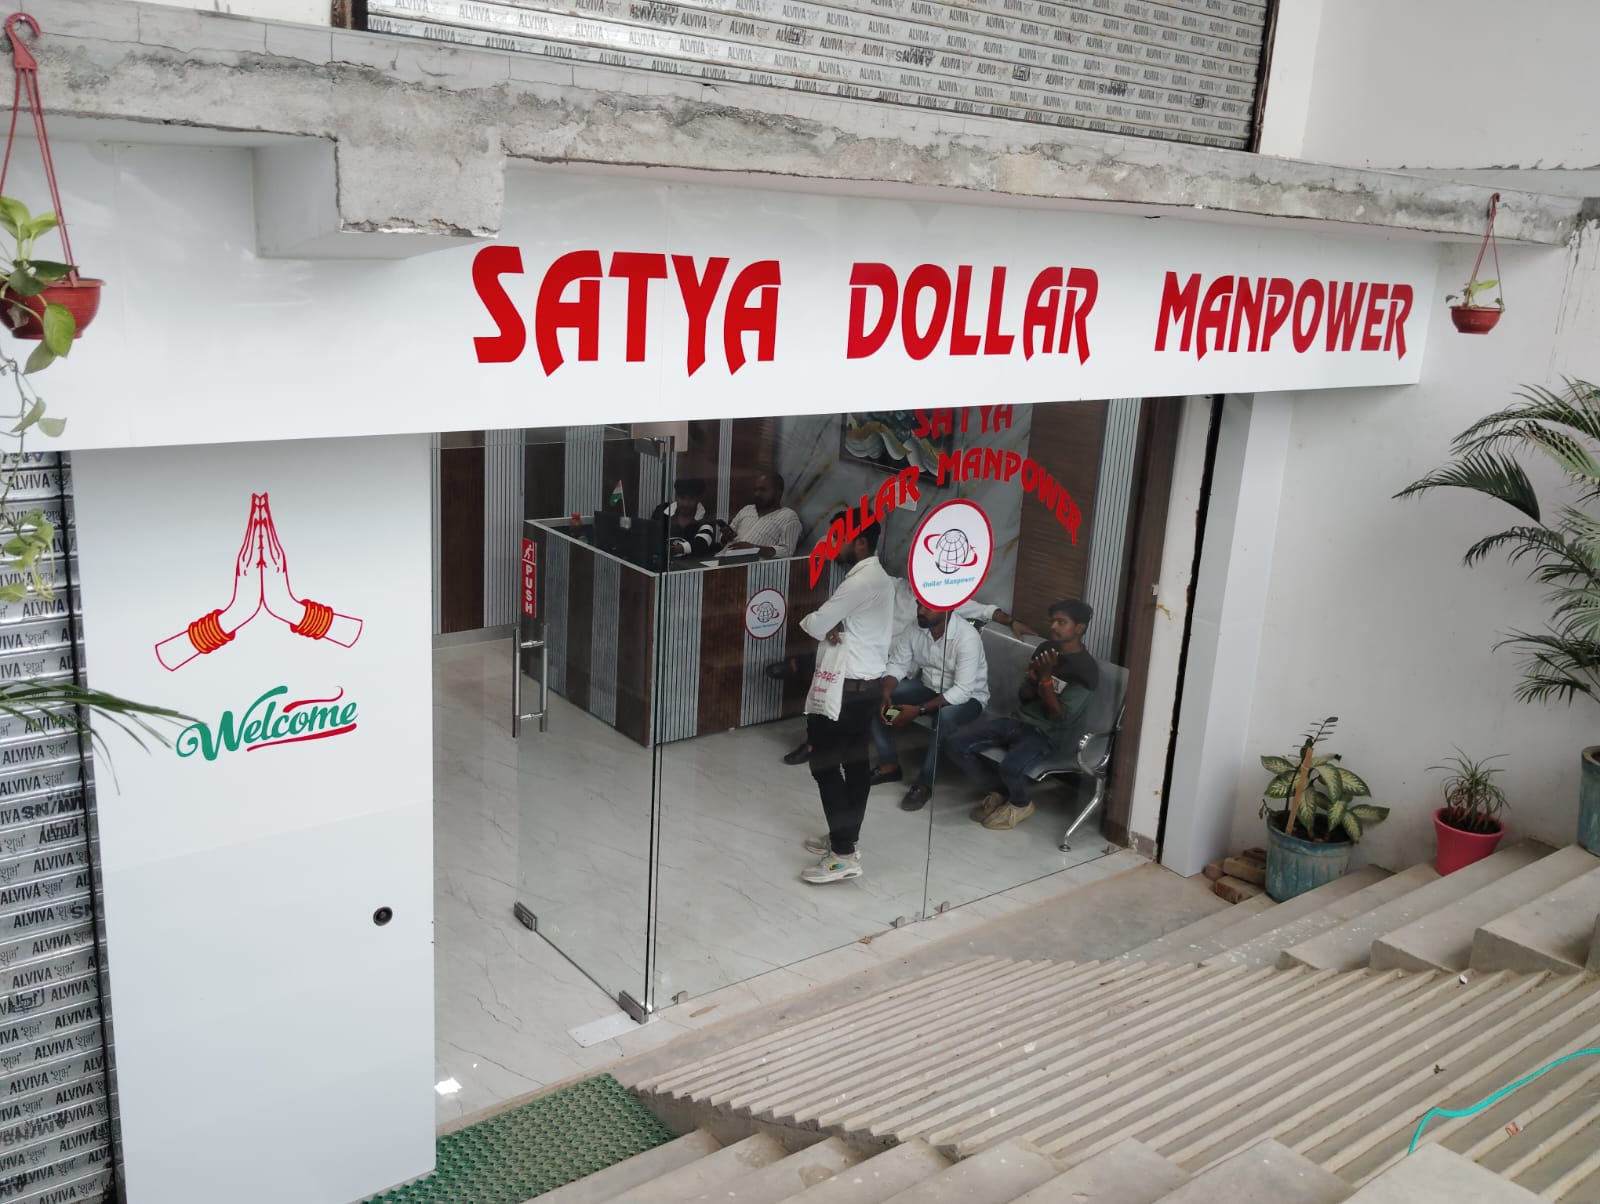 SATYA DOLLAR MANPOWER
SATYA
DOLLAR MANPOWER
Dollar Manpower
PUSH
Welcome
ALVIVA 'शुभ'